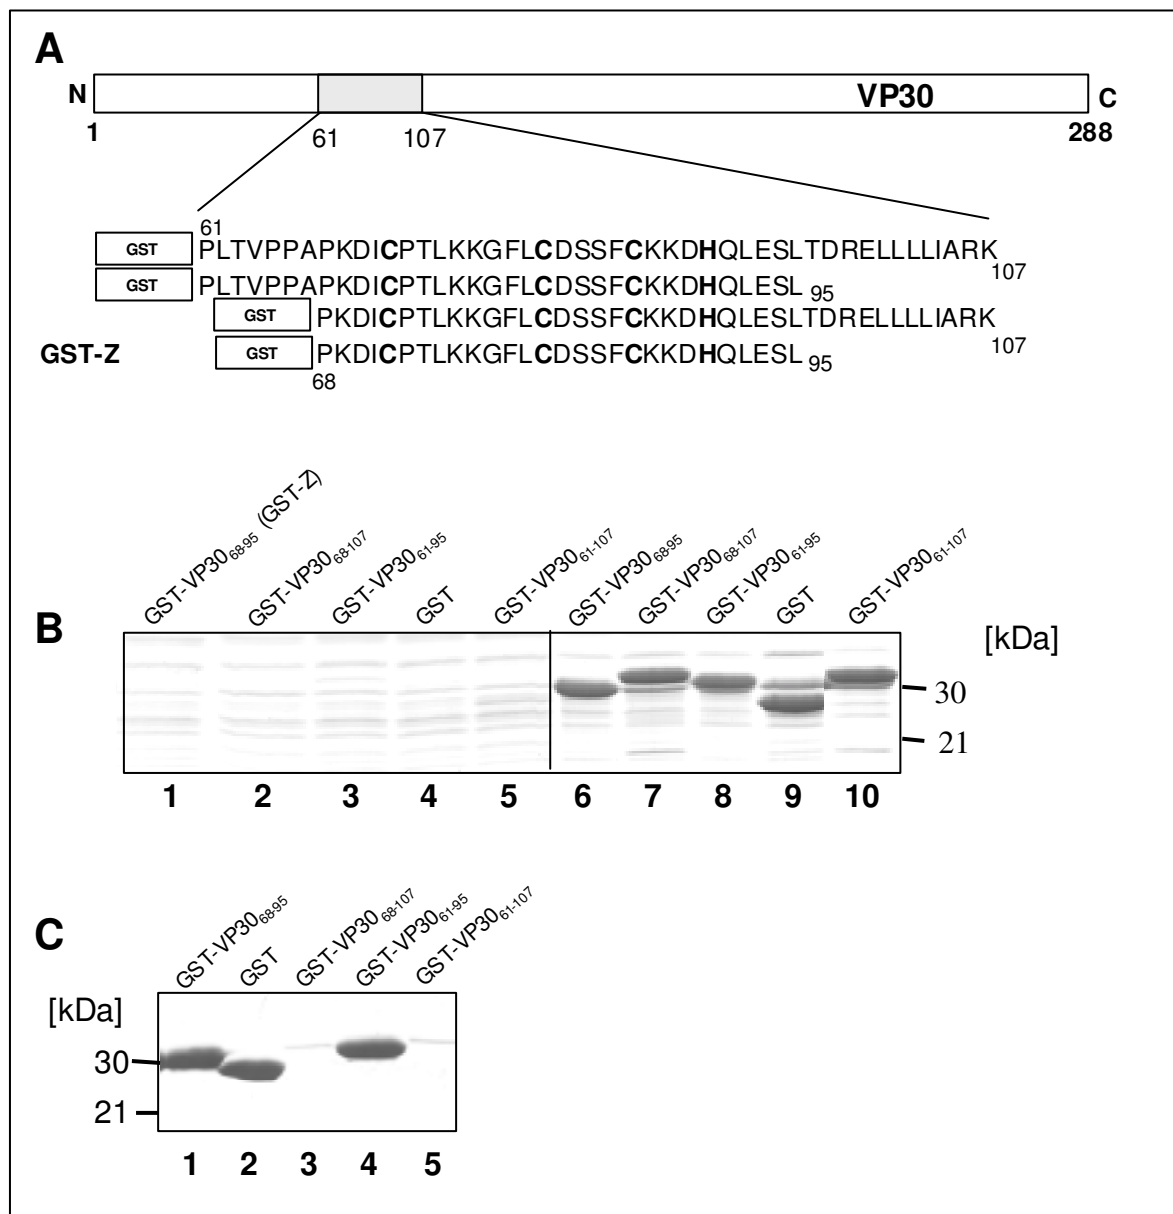 A
N VP30 C
1 61 107 288
61
GST PLTVPPAPKDICPTLKKGFLCDSSFCKKDHQLESLTDRELLLLIARK 107
GST PLTVPPAPKDICPTLKKGFLCDSSFCKKDHQLESL 95
GST PKDICPTLKKGFLCDSSFCKKDHQLESLTDRELLLLIARK 107
GST-Z GST PKDICPTLKKGFLCDSSFCKKDHQLESL 95
68
GST-VP30 68-95 (GST-Z)
GST-VP30 68-107
GST-VP30 61-95
GST
GST-VP30 61-107
GST-VP30 68-95
GST-VP30 68-107
GST-VP30 61-95
GST
GST-VP30 61-107
B
[kDa]
30
21
1 2 3 4 5 6 7 8 9 10
C
GST-VP30 68-95
GST
GST-VP30 68-107
GST-VP30 61-95
GST-VP30 61-107
[kDa]
30
21
1 2 3 4 5